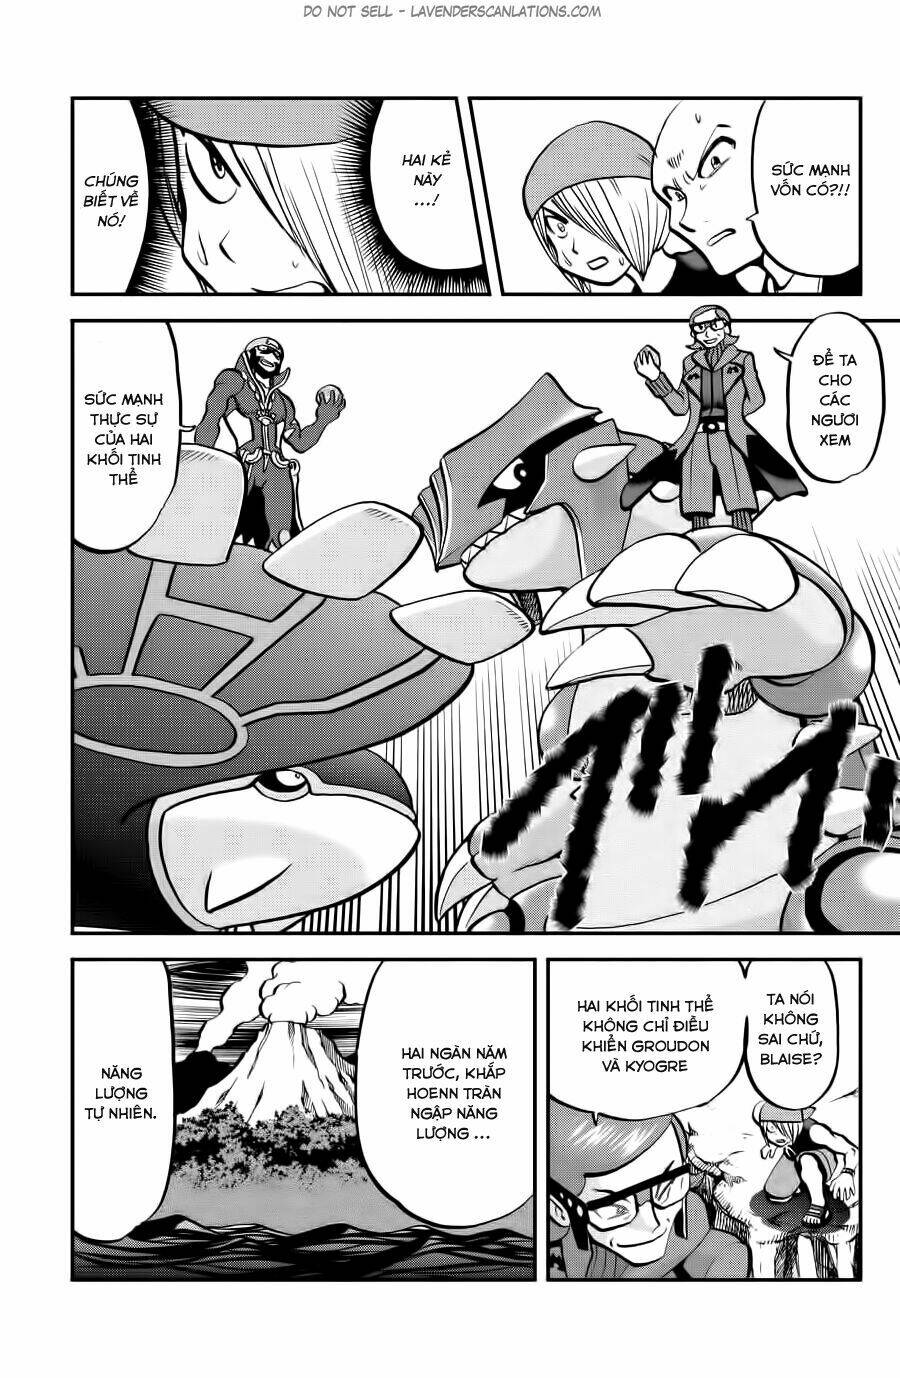 DO NOT SELL - LAVENDERSCANLATIONS.COM
SỨC MẠNH
VỐN CÓ?!!
HAI KẺ
NÀY
...!
CHÚNG
BIẾT VỀ
NÓ!
ĐỂ TA
CHO
CÁC
NGƯƠI
XEM
SỨC MẠNH
THỰC SỰ
CỦA HAI
KHỐI TINH
THỂ
TA NÓI
KHÔNG
SAI CHỨ,
BLAISE?
HAI KHỐI TINH THỂ
KHÔNG CHỈ ĐIỀU
KHIỂN GROUDON
VÀ KYOGRE
HAI NGÀN NĂM
TRƯỚC, KHẮP
HOENN TRÀN
NGẬP NĂNG
LƯỢNG ...
NĂNG
LƯỢNG
TỰ NHIÊN.